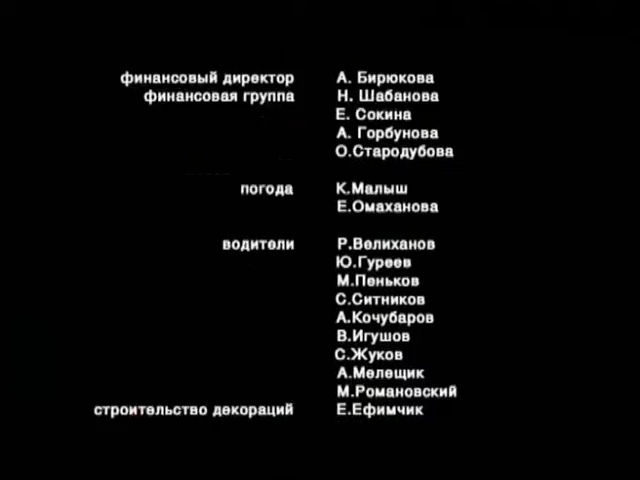 финансовый директор А. Бирюкова
финансовая группа Н. Шабанова
Е. Сокина
А. Горбунова
О.Стародубова
погода К.Малыш
Е.Омаханова
водители Р.Велиханов
Ю.Гуреев
М.Пеньков
С.Ситников
А.Кочубаров
В.Игушов
С.Жуков
А.Мелещик
М.Романовский
строительство декораций Е.Ефимчик